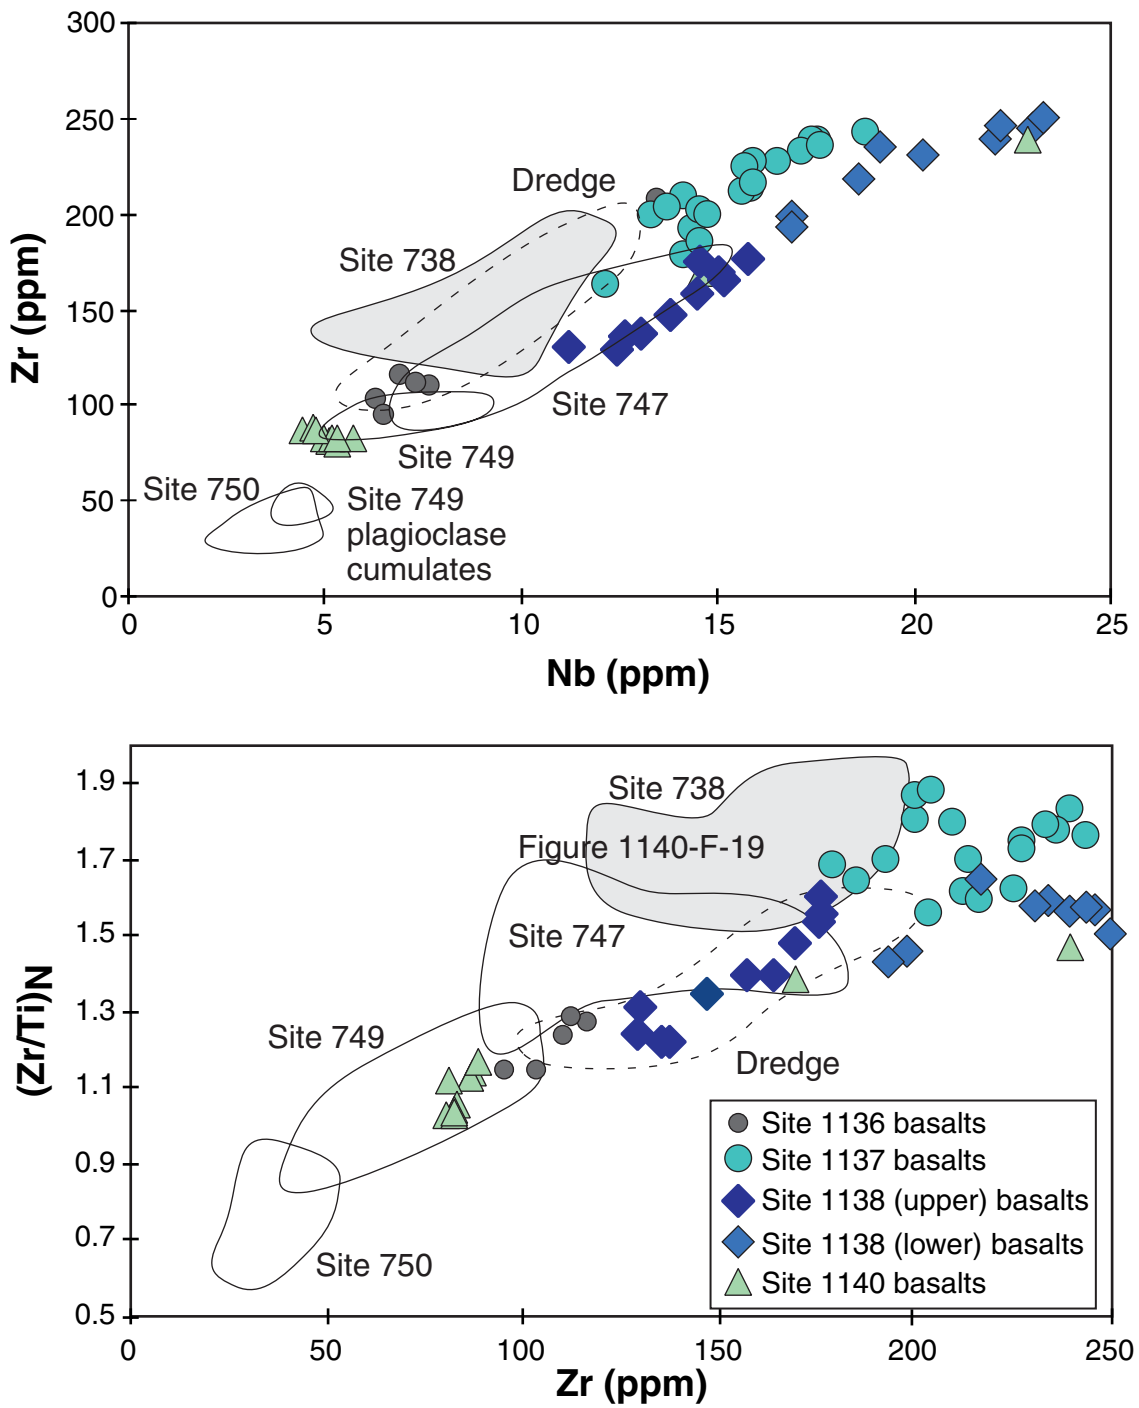 300
250
200
150
100
50
0
Zr (ppm)
Dredge
Site 738
Site 747
Site 749
Site 750
Site 749
plagioclase
cumulates
0 5 10 15 20 25
Nb (ppm)
1.9
1.7
1.5
1.3
1.1
0.9
0.7
0.5
(Zr/Ti)N
Site 738
Figure 1140-F-19
Site 747
Site 749
Dredge
Site 750
Site 1136 basalts
Site 1137 basalts
Site 1138 (upper) basalts
Site 1138 (lower) basalts
Site 1140 basalts
0 50 100 150 200 250
Zr (ppm)